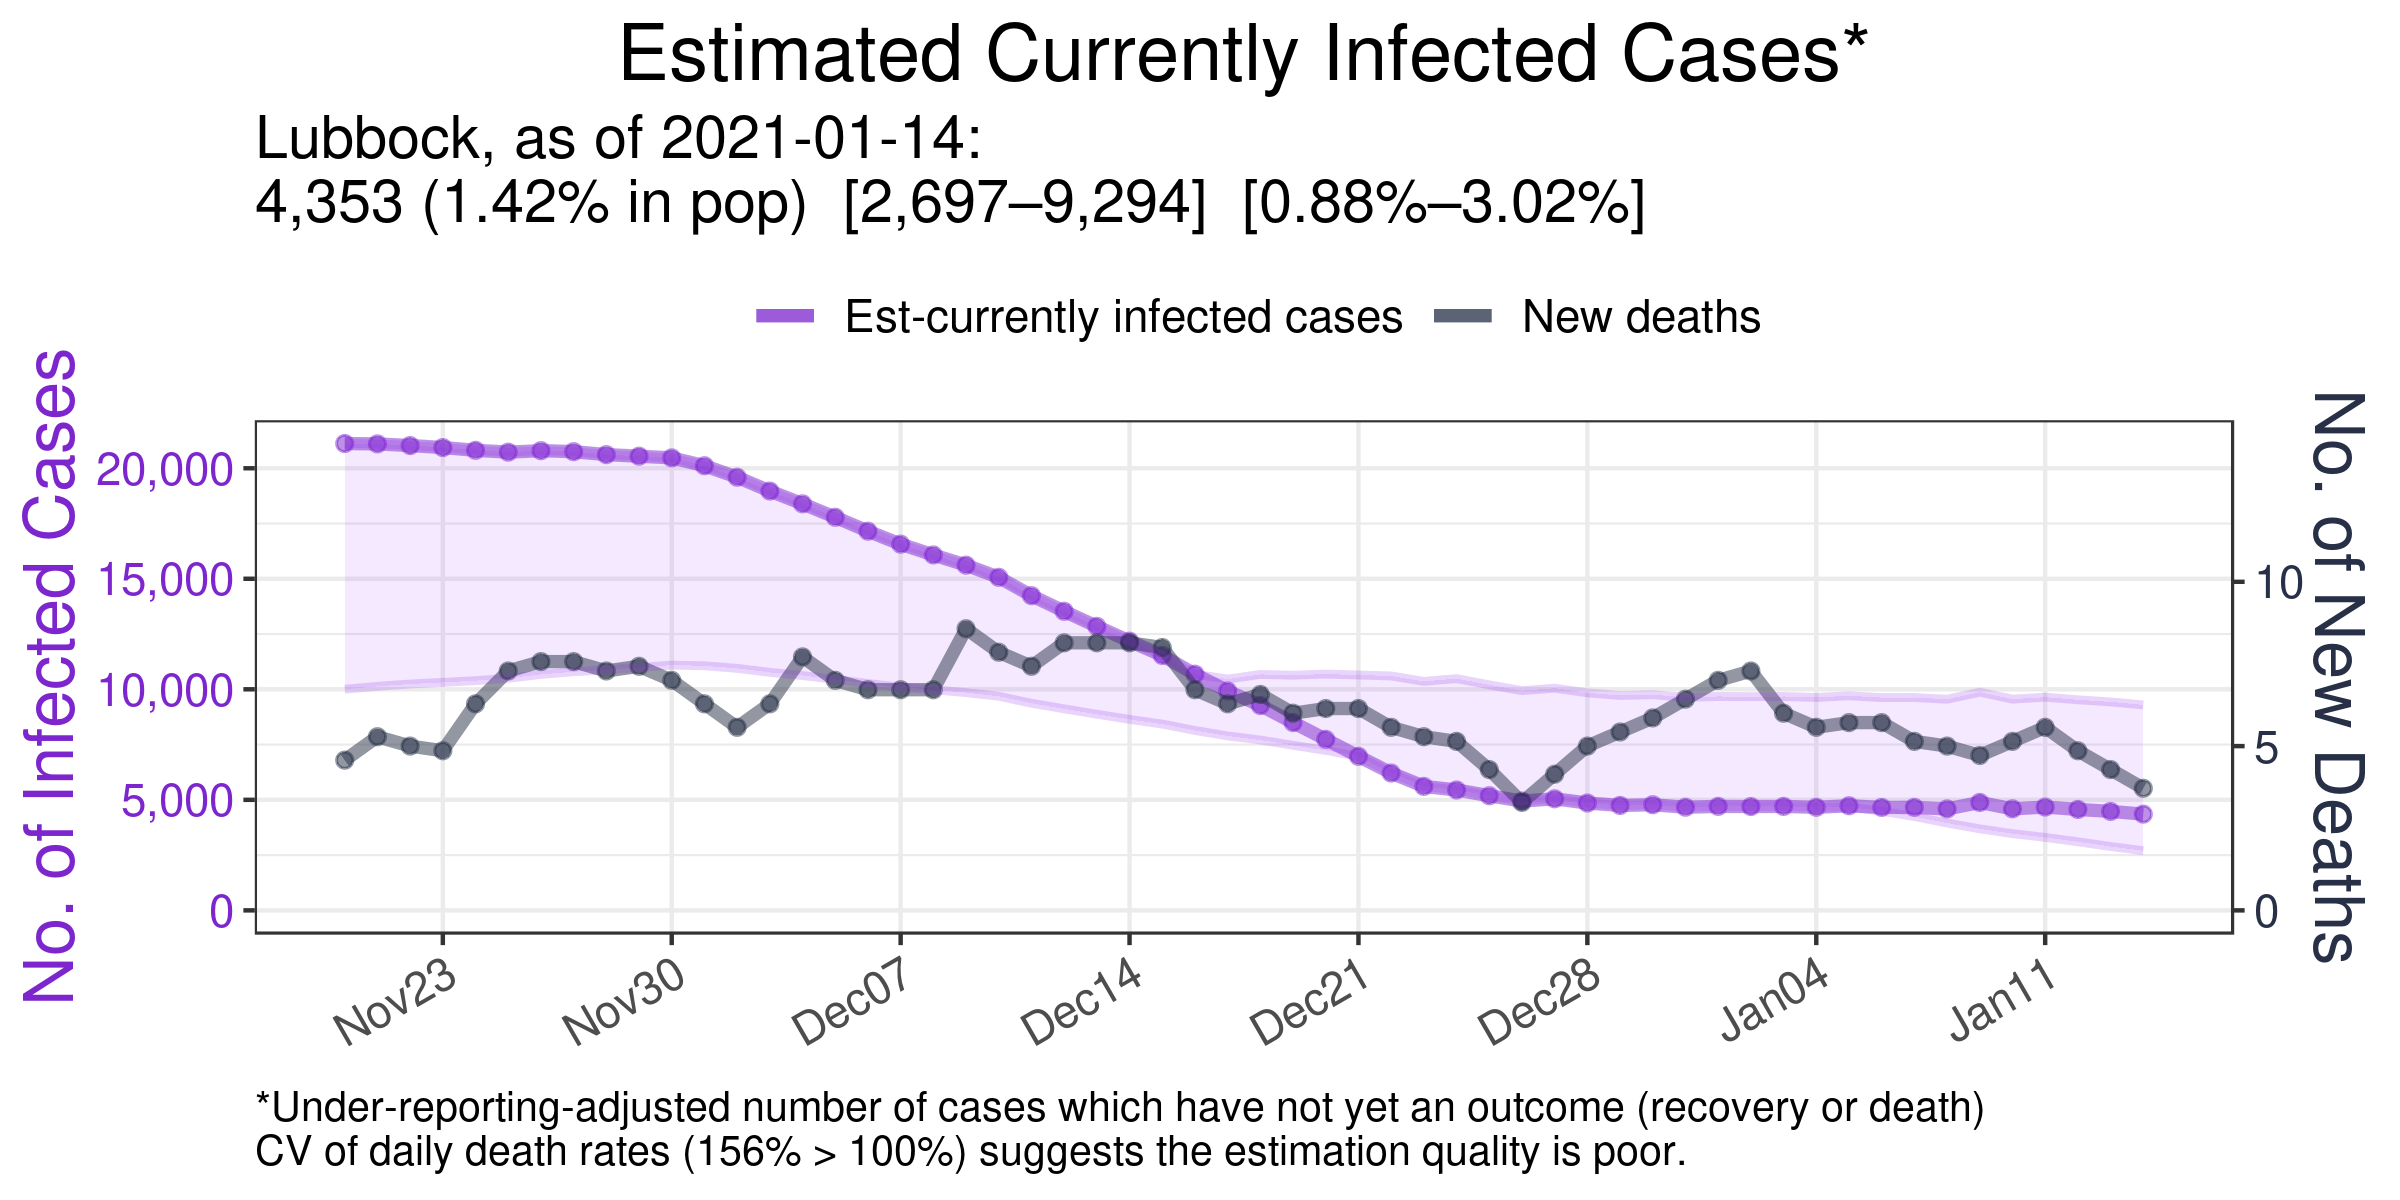 Estimated Currently Infected Cases*
Lubbock, as of 2021-01-14:
4,353 (1.42% in pop)  [2,697–9,294]  [0.88%–3.02%]
Est-currently infected cases
New deaths
No. of Infected Cases
20,000
15,000
10,000
5,000
0
No. of New Deaths
10
5
0
Nov23
Nov30
Dec07
Dec14
Dec21
Dec28
Jan04
Jan11
*Under-reporting-adjusted number of cases which have not yet an outcome (recovery or death)
CV of daily death rates (156% > 100%) suggests the estimation quality is poor.